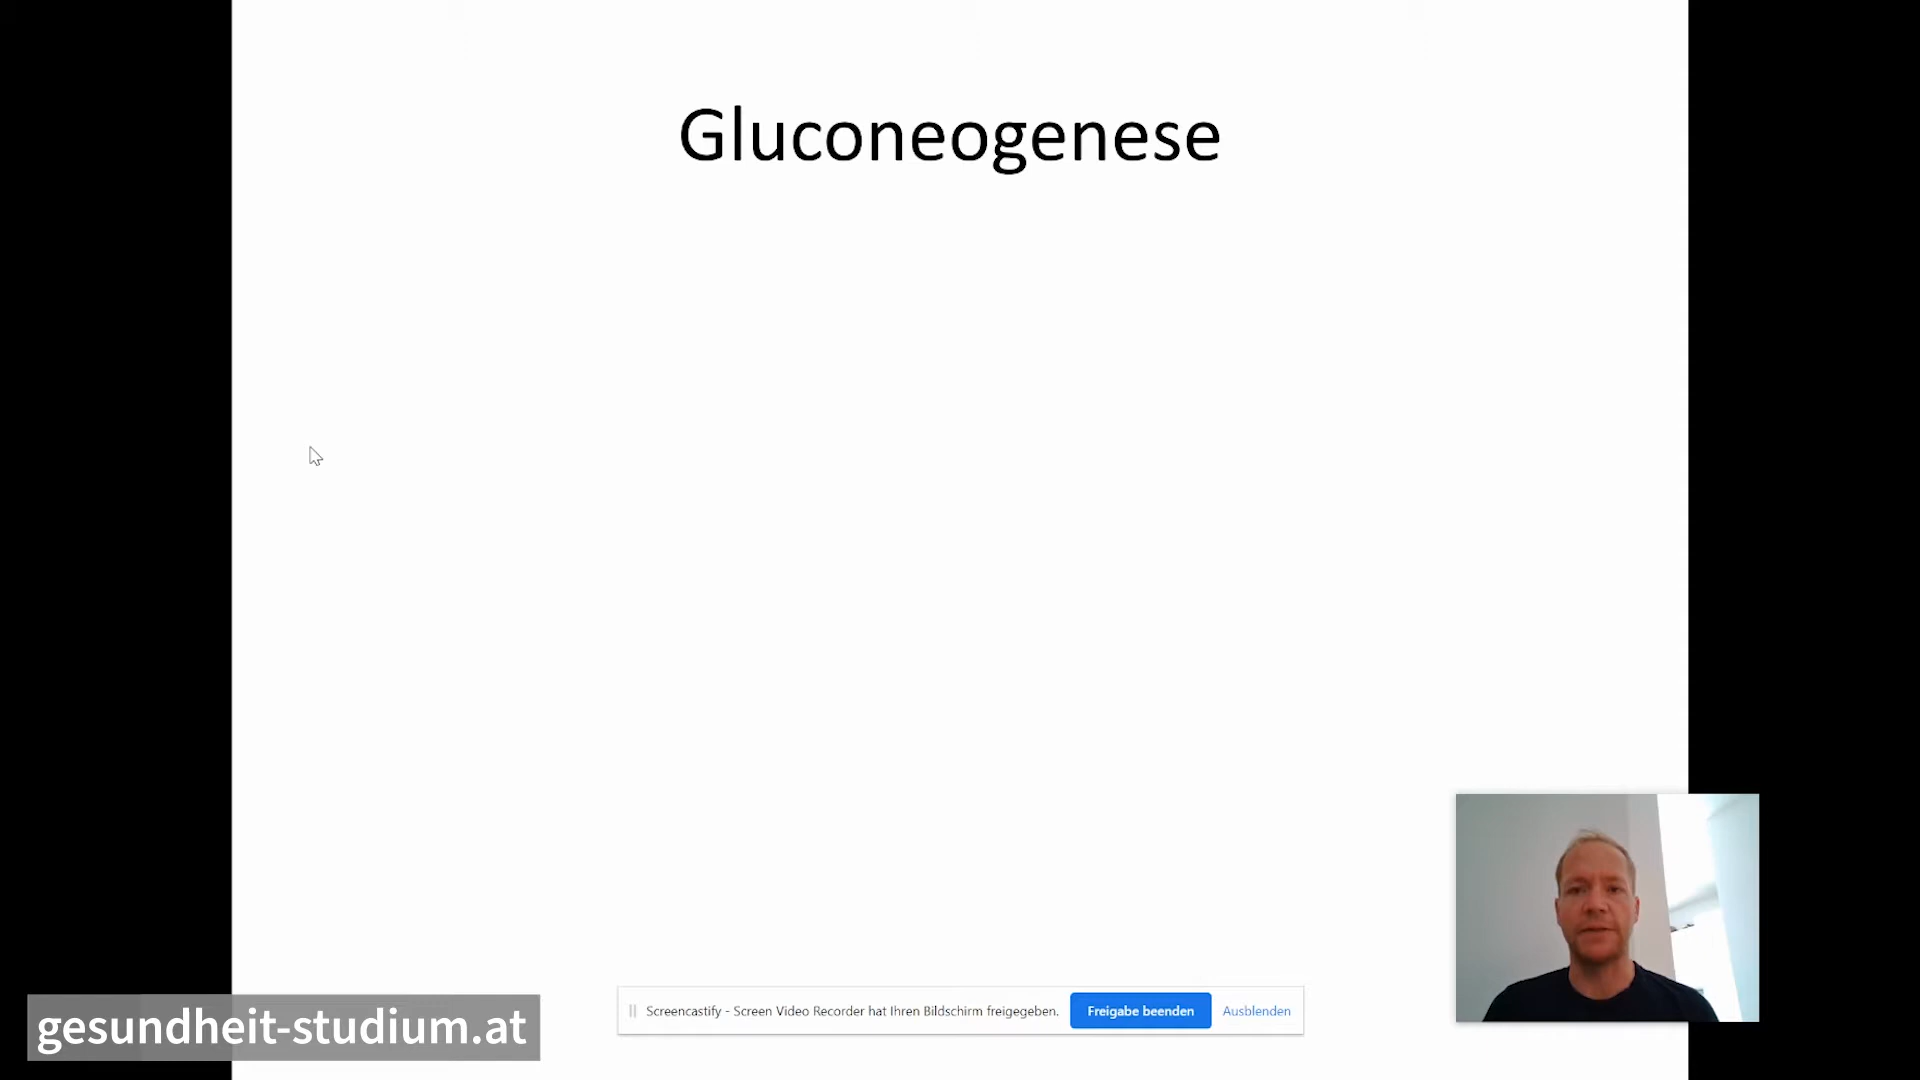 Gluconeogenese
Screencastify - Screen Video Recorder hat Ihren Bildschirm freigegeben.
Freigabe beenden
Ausblenden
gesundheit-studium.at